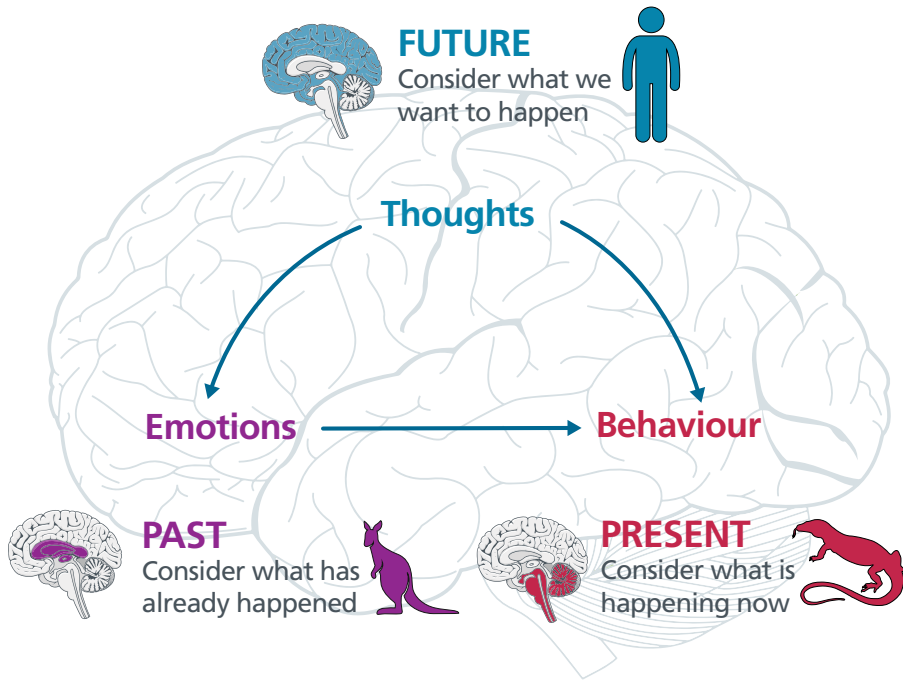 FUTURE
Consider what we
want to happen
Thoughts
Emotions
Behaviour
PAST
Consider what has
already happened
PRESENT
Consider what is
happening now